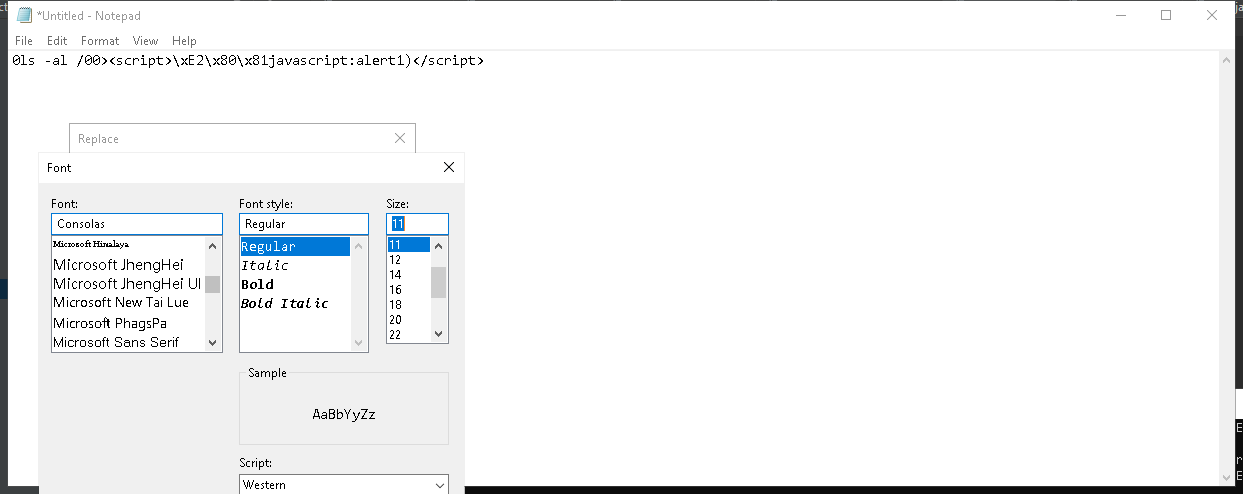 *Untitled - Notepad
File Edit Format View Help
0ls -al /00><script>\xE2\x80\x81javascript:alert1)</script>
Replace
Font
Font: Font style: Size:
Consolas Regular 11
Microsoft Himalaya Regular 11
Microsoft JhengHei Italic 12
Microsoft JhengHei UI Bold 14
Microsoft New Tai Lue Bold Italic 16
Microsoft PhagsPa 18
Microsoft Sans Serif 20
22
Sample
AaBbYyZz
Script:
Western